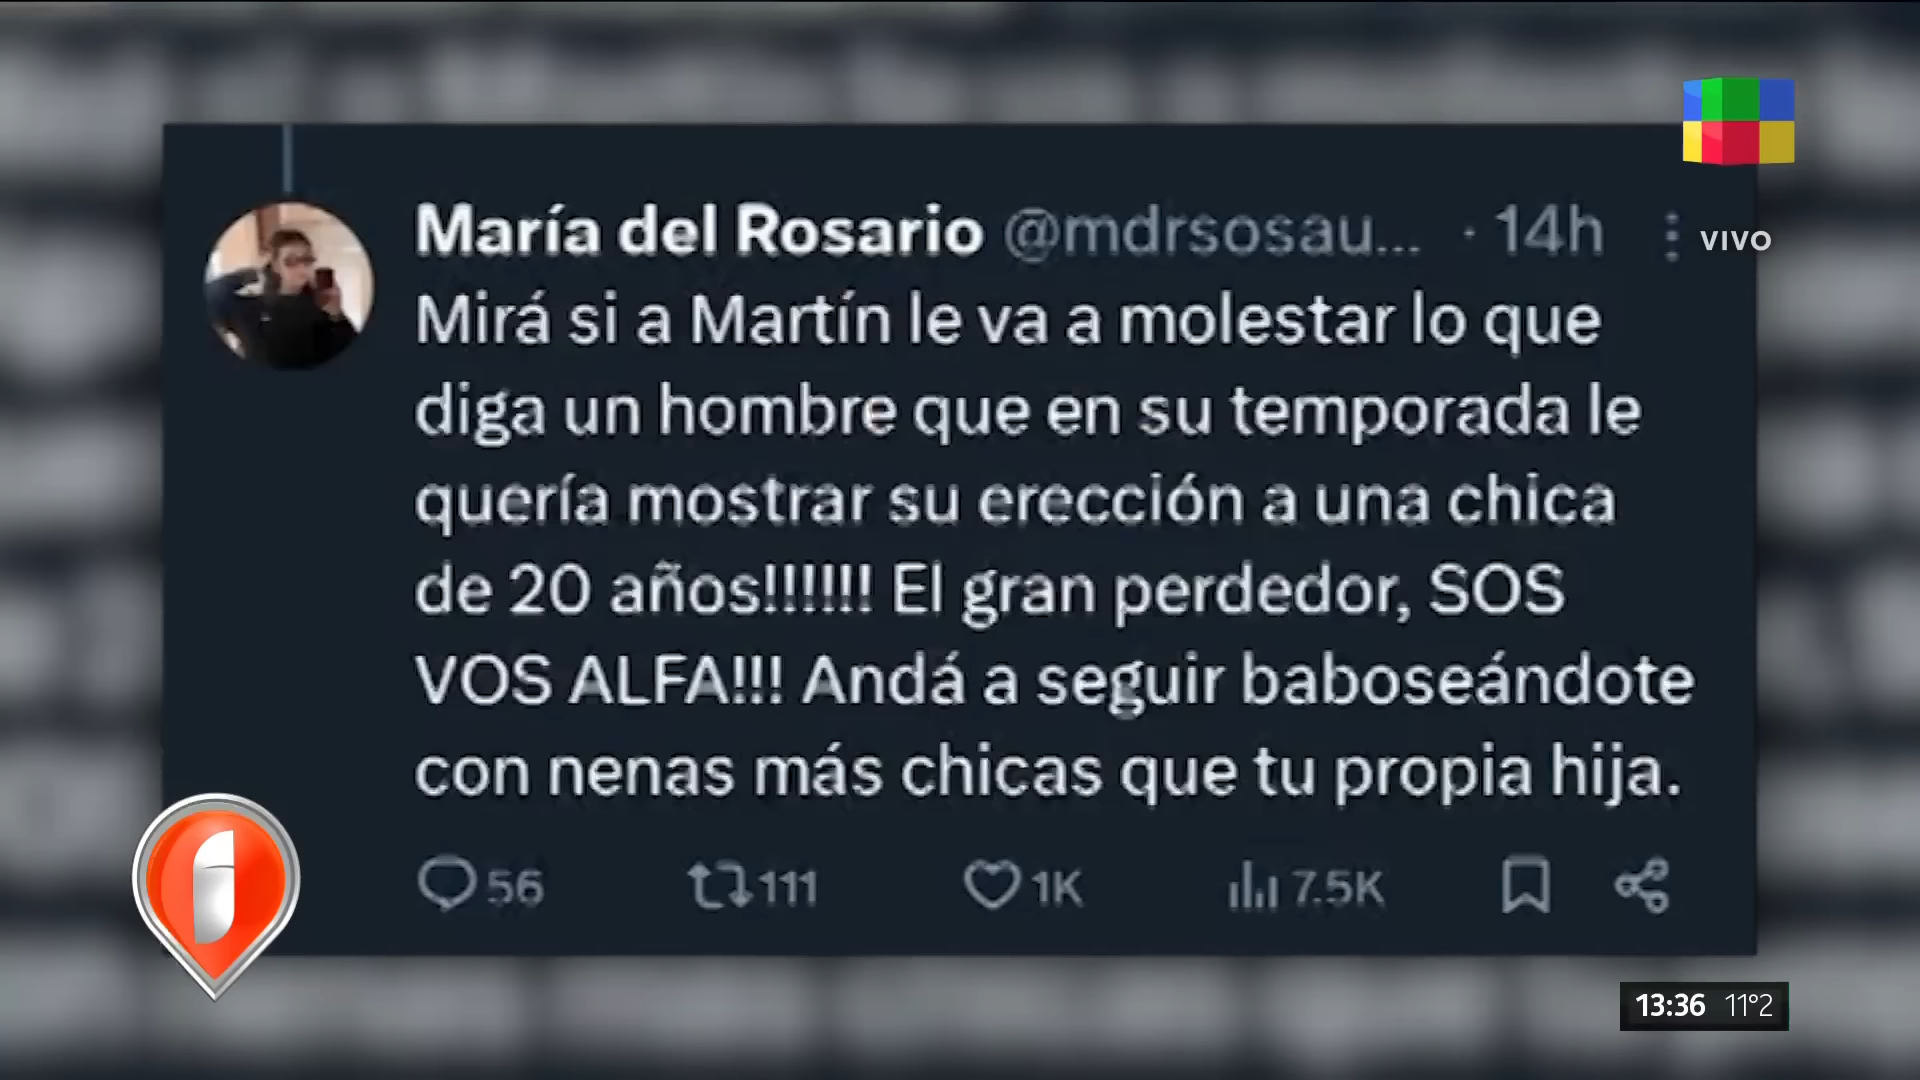 María del Rosario @mdrsosau... · 14h
VIVO
Mirá si a Martín le va a molestar lo que
diga un hombre que en su temporada le
quería mostrar su erección a una chica
de 20 años!!!!!! El gran perdedor, SOS
VOS ALFA!!! Andá a seguir baboseándote
con nenas más chicas que tu propia hija.
56 111 1K 7.5K
13:36 11°2